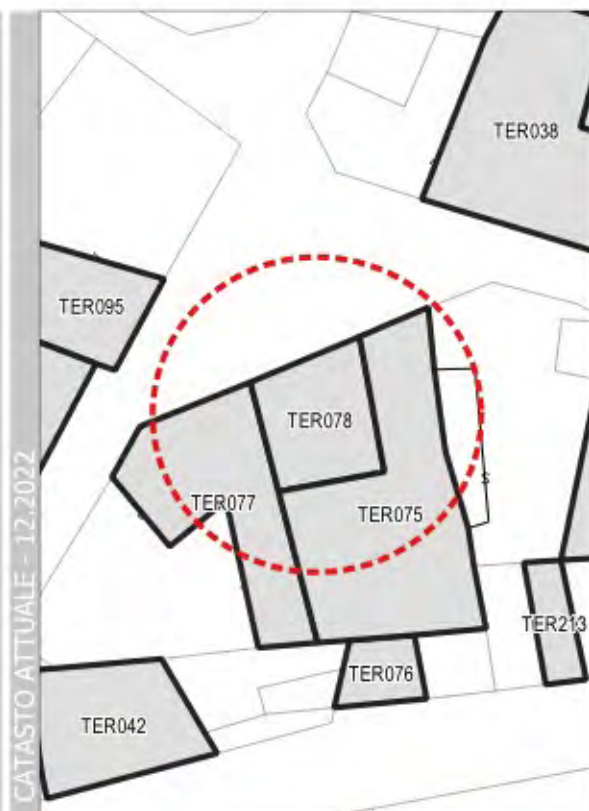 CATASTO ATTUALE - 12.2022
TER038
TER095
TER078
TER077
TER075
TER213
TER076
TER042
S